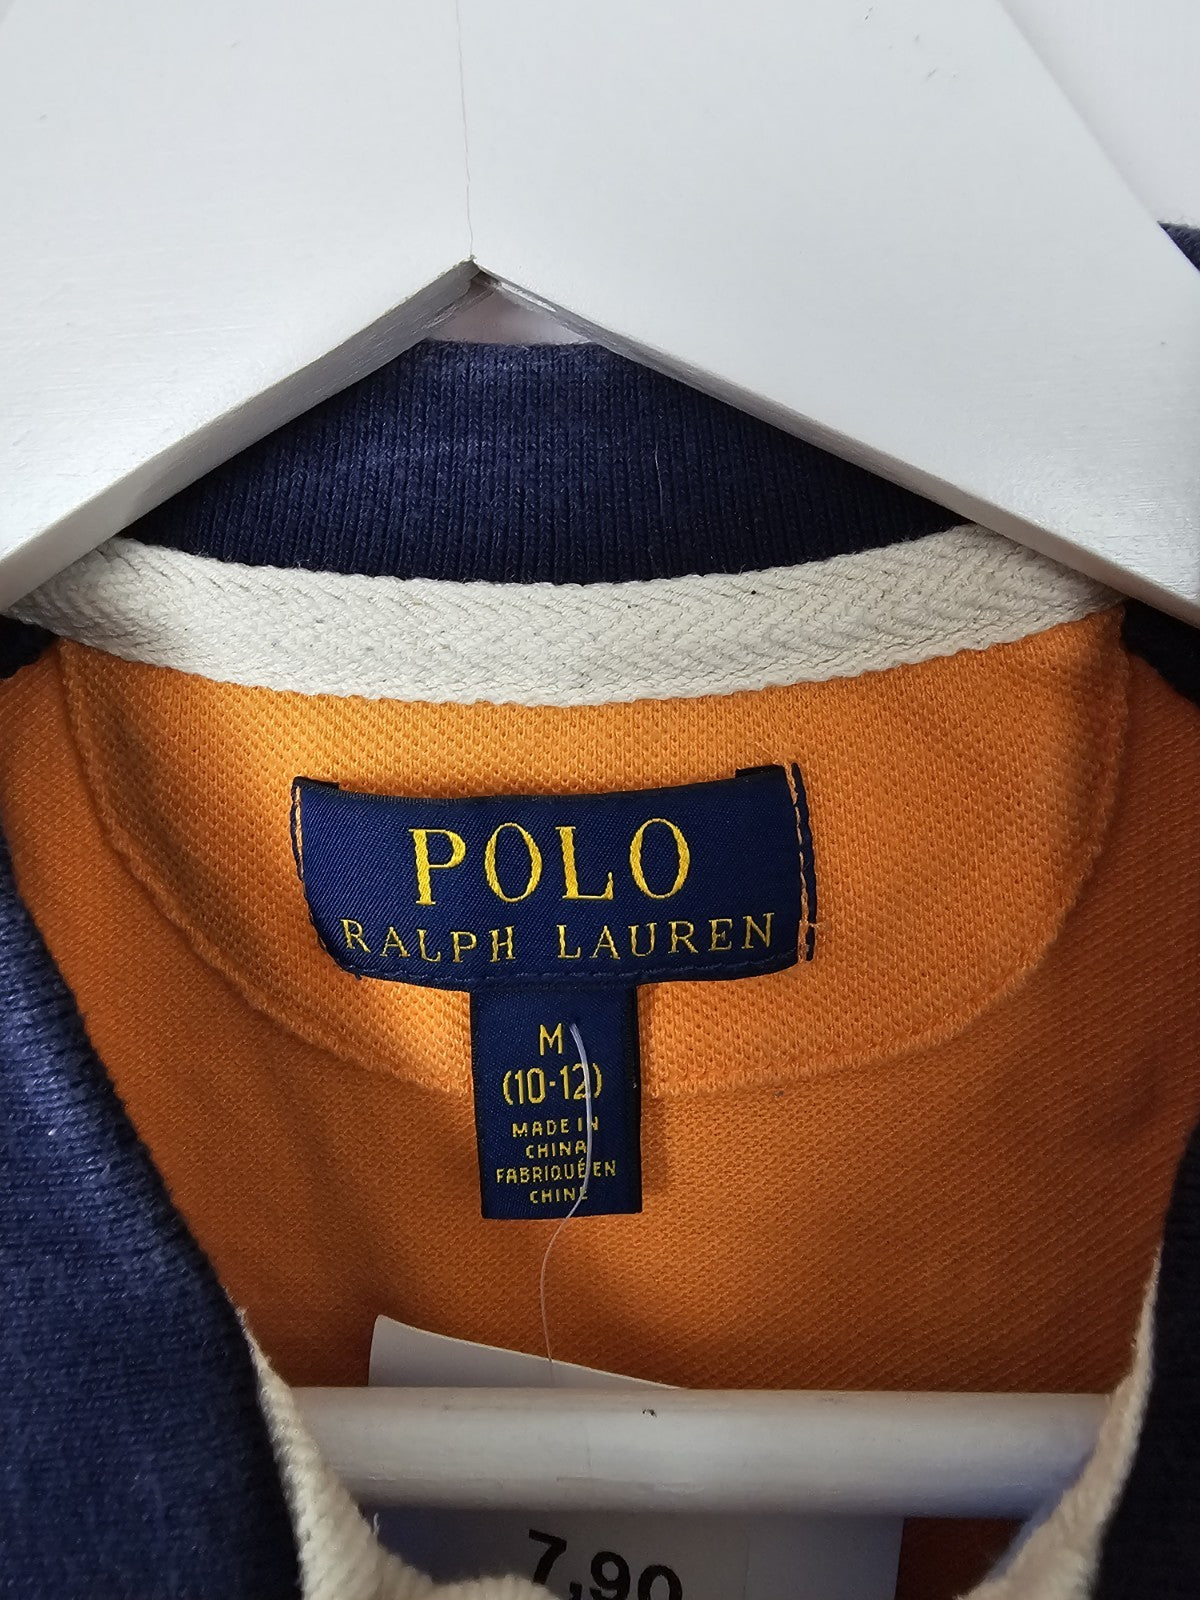 POLO
RALPH LAUREN
M
(10-12)
MADE IN
CHINA
FABRIQUÉ EN
CHINE
7,90